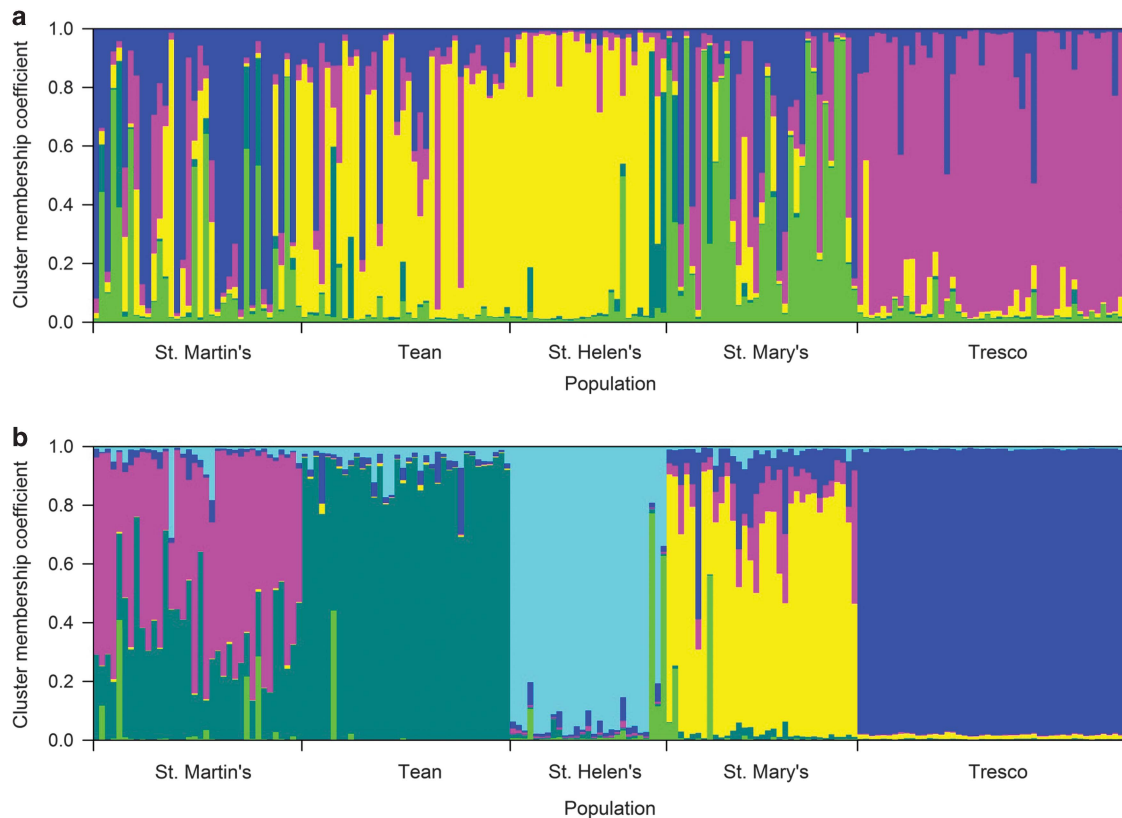 a
1.0
0.8
0.6
0.4
0.2
0.0
Cluster membership coefficient
St. Martin's Tean St. Helen's St. Mary's Tresco
Population
b
1.0
0.8
0.6
0.4
0.2
0.0
Cluster membership coefficient
St. Martin's Tean St. Helen's St. Mary's Tresco
Population